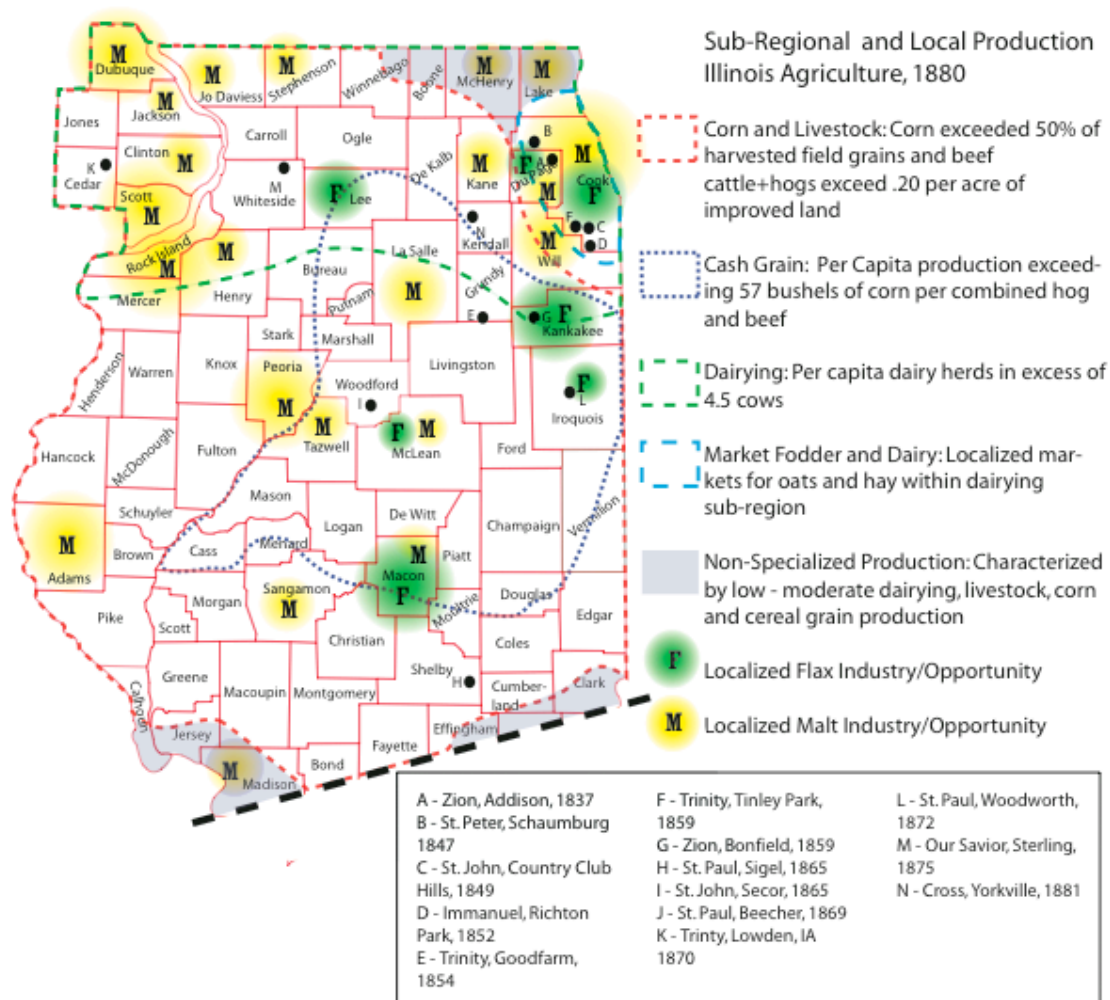 Sub-Regional and Local Production
Illinois Agriculture, 1880
Corn and Livestock: Corn exceeded 50% of
harvested field grains and beef
cattle+hogs exceed .20 per acre of
improved land
Cash Grain: Per Capita production exceed-
ing 57 bushels of corn per combined hog
and beef
Dairying: Per capita dairy herds in excess of
4.5 cows
Market Fodder and Dairy: Localized mar-
kets for oats and hay within dairying
sub-region
Non-Specialized Production: Characterized
by low - moderate dairying, livestock, corn
and cereal grain production
F Localized Flax Industry/Opportunity
M Localized Malt Industry/Opportunity
M
Dubuque
M
Jo Daviess
M
Stephenson
Winnebago
Boone
M
McHenry
M
Lake
Jones
M
Jackson
Carroll
Ogle
De Kalb
M
Kane
B
F
A
Du Page
M
M
Cook
F
Clinton
M
K
Cedar
M
Whiteside
F
Lee
Scott
M
N
Kendall
F
C
D
M
Will
Rock Island
M
M
La Salle
M
Bureau
Putnam
Grundy
E
Mercer
Henry
G
F
Kankakee
Stark
Marshall
Livingston
Henderson
Warren
Knox
Peoria
M
Woodford
I
F
L
Iroquois
M
Tazwell
F
M
McLean
Ford
Hancock
McDonough
Fulton
Mason
Schuyler
Logan
De Witt
Champaign
Vermilion
M
Adams
Brown
Cass
Menard
M
Macon
F
Piatt
Sangamon
M
Morgan
Douglas
Moultrie
Pike
Scott
Christian
Coles
Edgar
Greene
Shelby
H
Cumber-
land
Clark
Calhoun
Macoupin
Montgomery
Jersey
Effingham
Fayette
M
Madison
Bond
A - Zion, Addison, 1837
B - St. Peter, Schaumburg
1847
C - St. John, Country Club
Hills, 1849
D - Immanuel, Richton
Park, 1852
E - Trinity, Goodfarm,
1854
F - Trinity, Tinley Park,
1859
G - Zion, Bonfield, 1859
H - St. Paul, Sigel, 1865
I - St. John, Secor, 1865
J - St. Paul, Beecher, 1869
K - Trinty, Lowden, IA
1870
L - St. Paul, Woodworth,
1872
M - Our Savior, Sterling,
1875
N - Cross, Yorkville, 1881